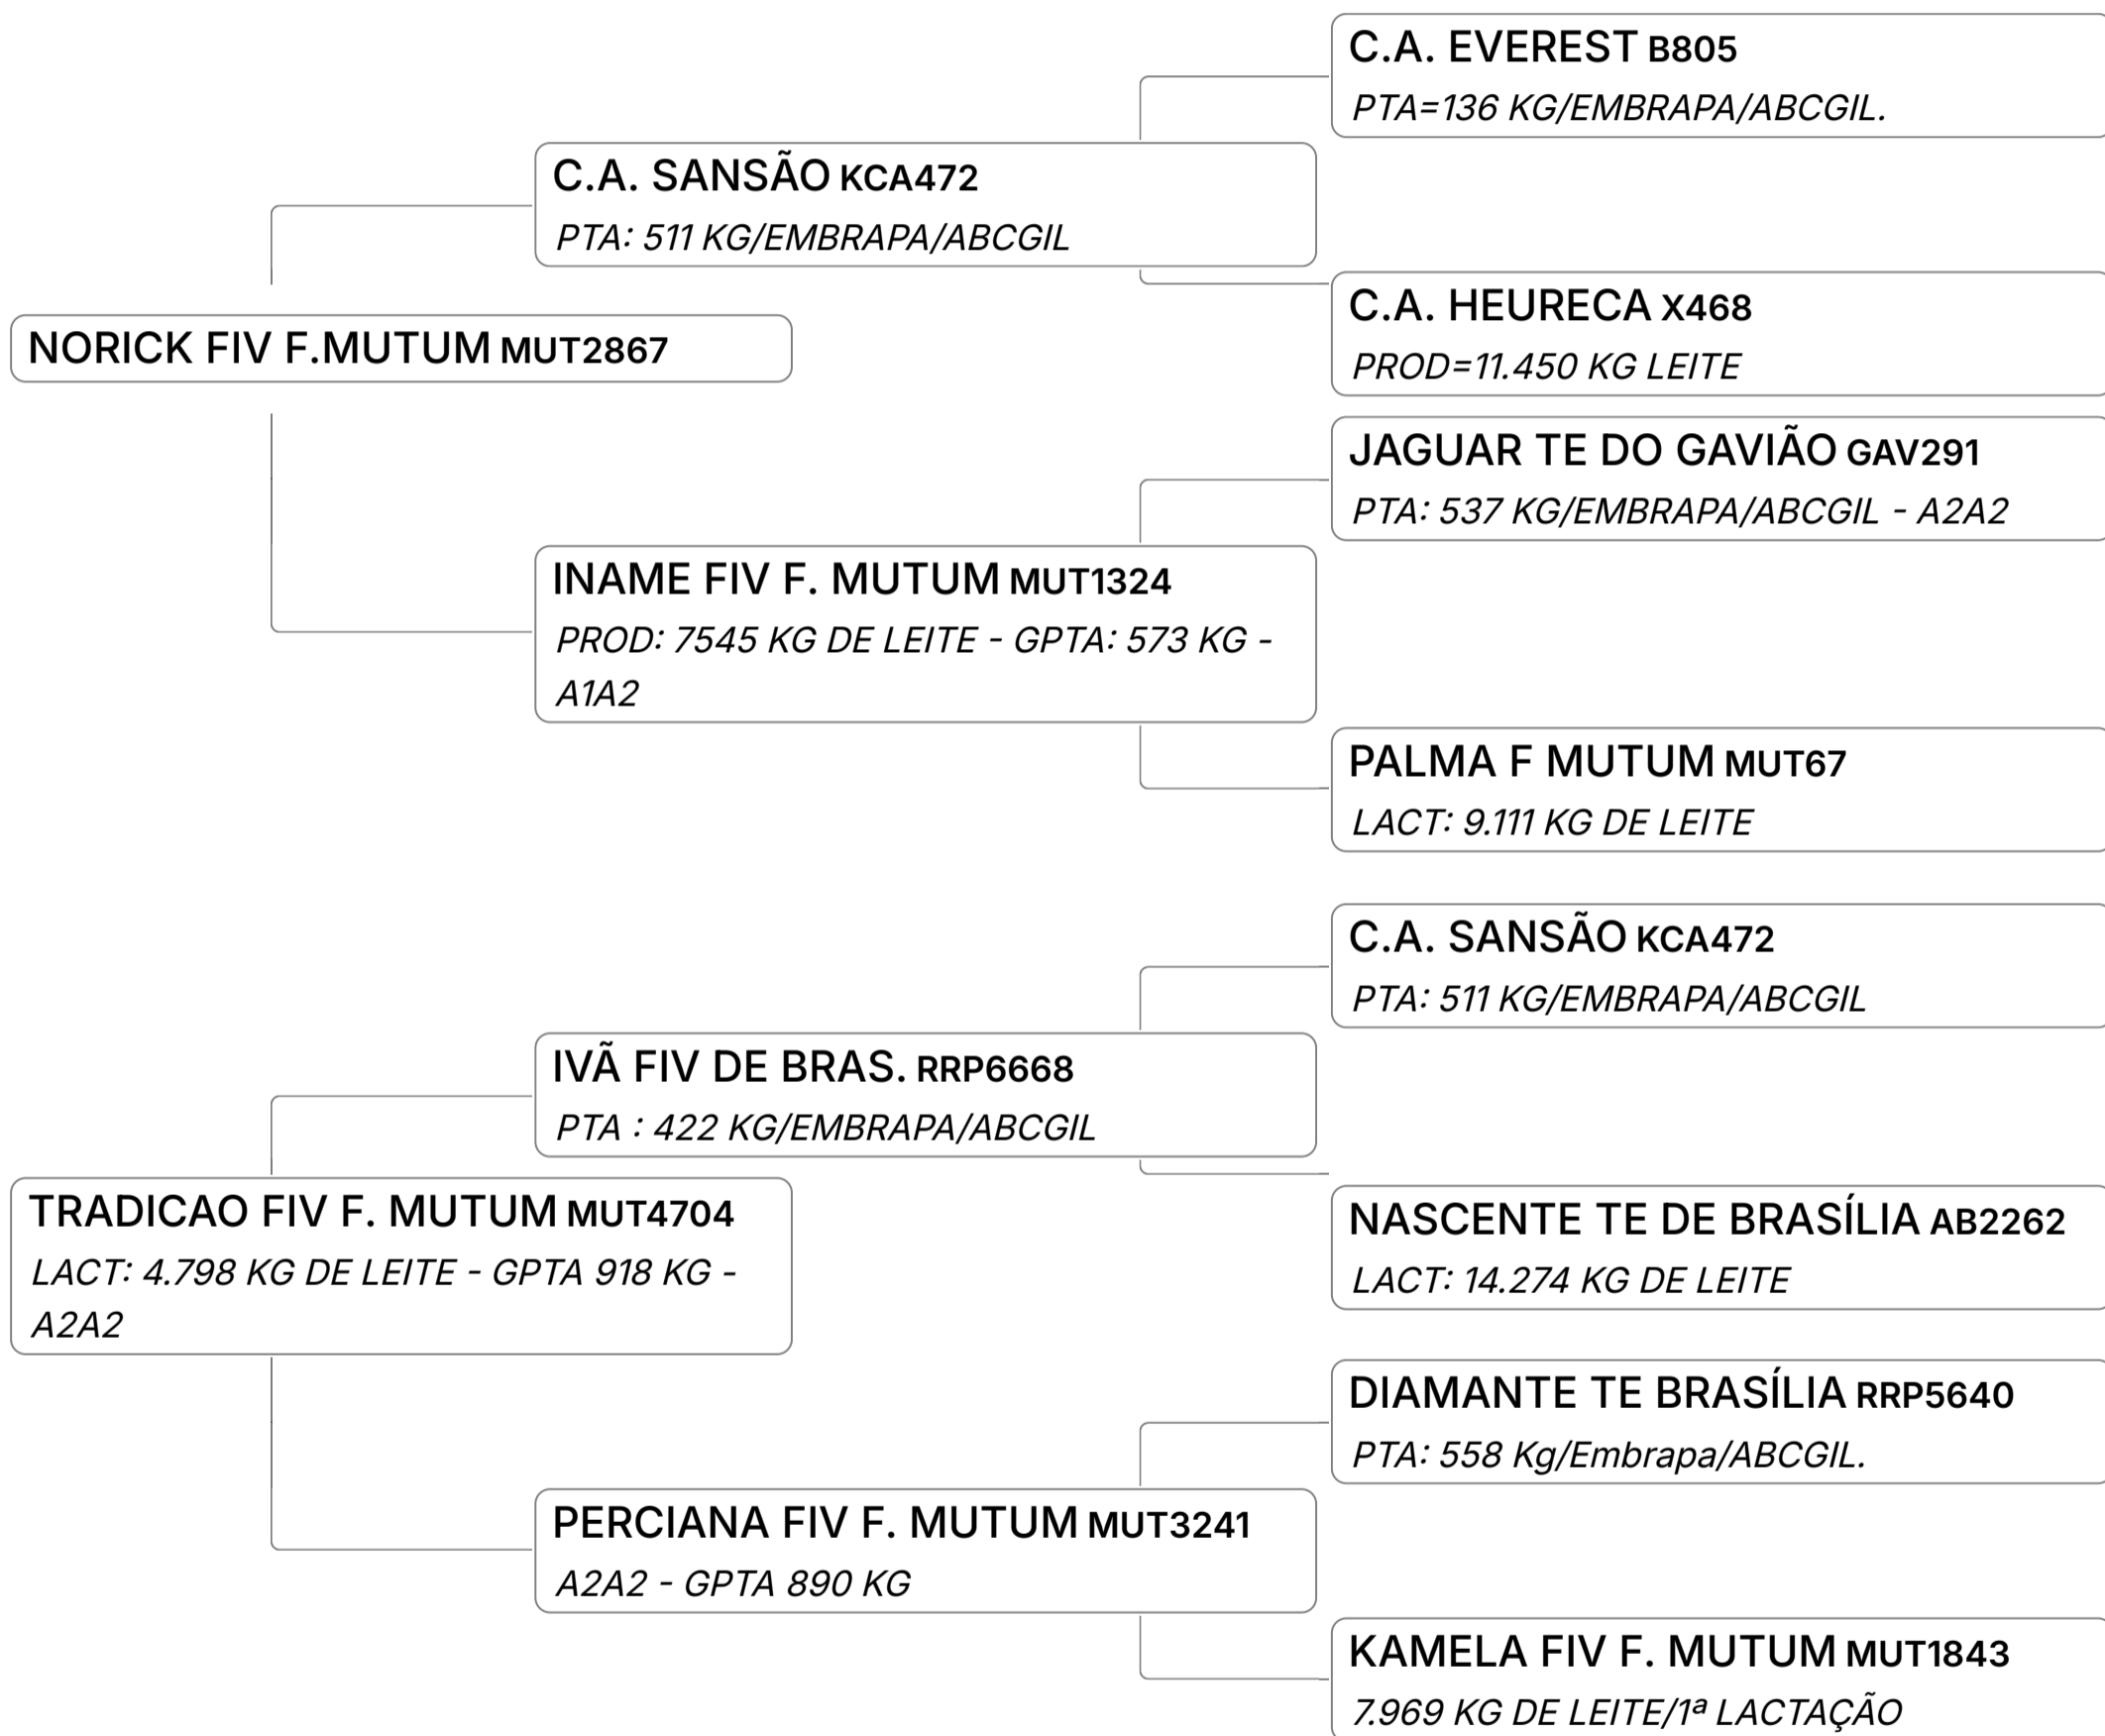 C.A. EVEREST B805
PTA=136 KG/EMBRAPA/ABCGIL.
C.A. SANSÃO KCA472
PTA: 511 KG/EMBRAPA/ABCGIL
C.A. HEURECA X468
PROD=11.450 KG LEITE
NORICK FIV F.MUTUM MUT2867
JAGUAR TE DO GAVIÃO GAV291
PTA: 537 KG/EMBRAPA/ABCGIL - A2A2
INAME FIV F. MUTUM MUT1324
PROD: 7545 KG DE LEITE - GPTA: 573 KG -
A1A2
PALMA F MUTUM MUT67
LACT: 9.111 KG DE LEITE
C.A. SANSÃO KCA472
PTA: 511 KG/EMBRAPA/ABCGIL
IVÃ FIV DE BRAS. RRP6668
PTA : 422 KG/EMBRAPA/ABCGIL
NASCENTE TE DE BRASÍLIA AB2262
LACT: 14.274 KG DE LEITE
TRADICAO FIV F. MUTUM MUT4704
LACT: 4.798 KG DE LEITE - GPTA 918 KG -
A2A2
DIAMANTE TE BRASÍLIA RRP5640
PTA: 558 Kg/Embrapa/ABCGIL.
PERCIANA FIV F. MUTUM MUT3241
A2A2 - GPTA 890 KG
KAMELA FIV F. MUTUM MUT1843
7.969 KG DE LEITE/1ª LACTAÇÃO